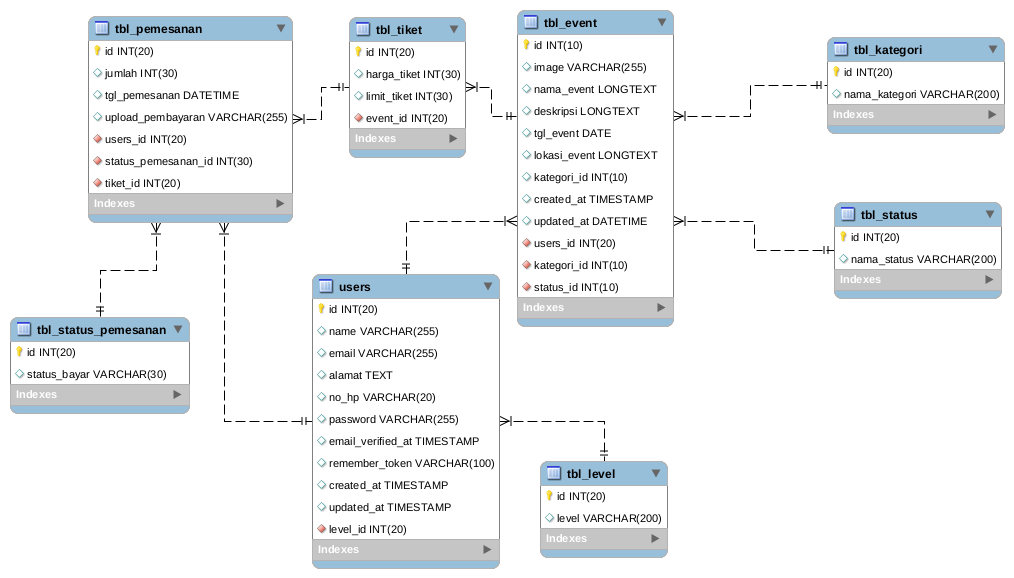 tbl_pemesanan
id INT(20)
jumlah INT(30)
tgl_pemesanan DATETIME
upload_pembayaran VARCHAR(255)
users_id INT(20)
status_pemesanan_id INT(30)
tiket_id INT(20)
Indexes
tbl_tiket
id INT(20)
harga_tiket INT(30)
limit_tiket INT(30)
event_id INT(20)
Indexes
tbl_event
id INT(10)
image VARCHAR(255)
nama_event LONGTEXT
deskripsi LONGTEXT
tgl_event DATE
lokasi_event LONGTEXT
kategori_id INT(10)
created_at TIMESTAMP
updated_at DATETIME
users_id INT(20)
kategori_id INT(10)
status_id INT(10)
Indexes
tbl_kategori
id INT(20)
nama_kategori VARCHAR(200)
Indexes
tbl_status
id INT(20)
nama_status VARCHAR(200)
Indexes
tbl_status_pemesanan
id INT(20)
status_bayar VARCHAR(30)
Indexes
users
id INT(20)
name VARCHAR(255)
email VARCHAR(255)
alamat TEXT
no_hp VARCHAR(20)
password VARCHAR(255)
email_verified_at TIMESTAMP
remember_token VARCHAR(100)
created_at TIMESTAMP
updated_at TIMESTAMP
level_id INT(20)
Indexes
tbl_level
id INT(20)
level VARCHAR(200)
Indexes